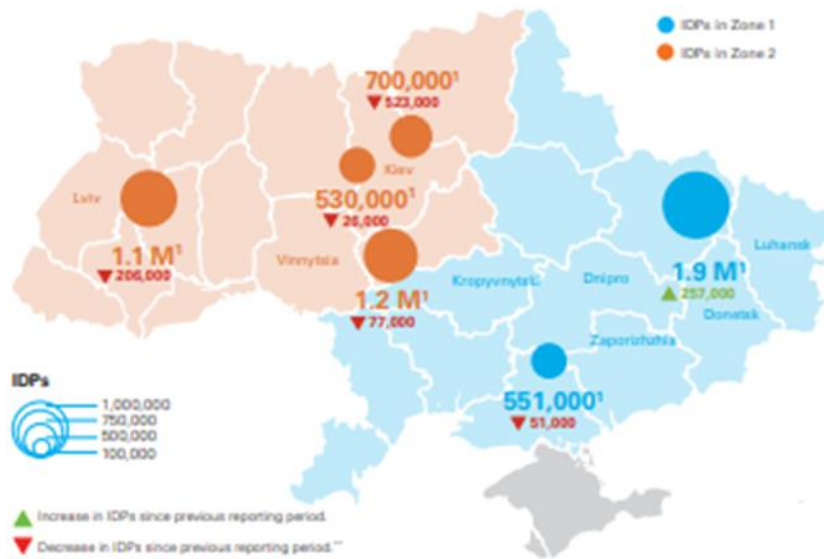 IDPs in Zone 1
IDPs in Zone 2
700,000¹
▼ 523,000
Kiev
Lviv
530,000¹
▼ 26,000
1.1 M¹
▼ 206,000
Vinnytsia
1.2 M¹
▼ 77,000
Kropyvnytsk
Dnipro
1.9 M¹
▲ 257,000
Luhansk
Donetsk
Zaporizhzhia
551,000¹
▼ 51,000
IDPs
1,000,000
750,000
500,000
100,000
▲ Increase in IDPs since previous reporting period.
▼ Decrease in IDPs since previous reporting period.**